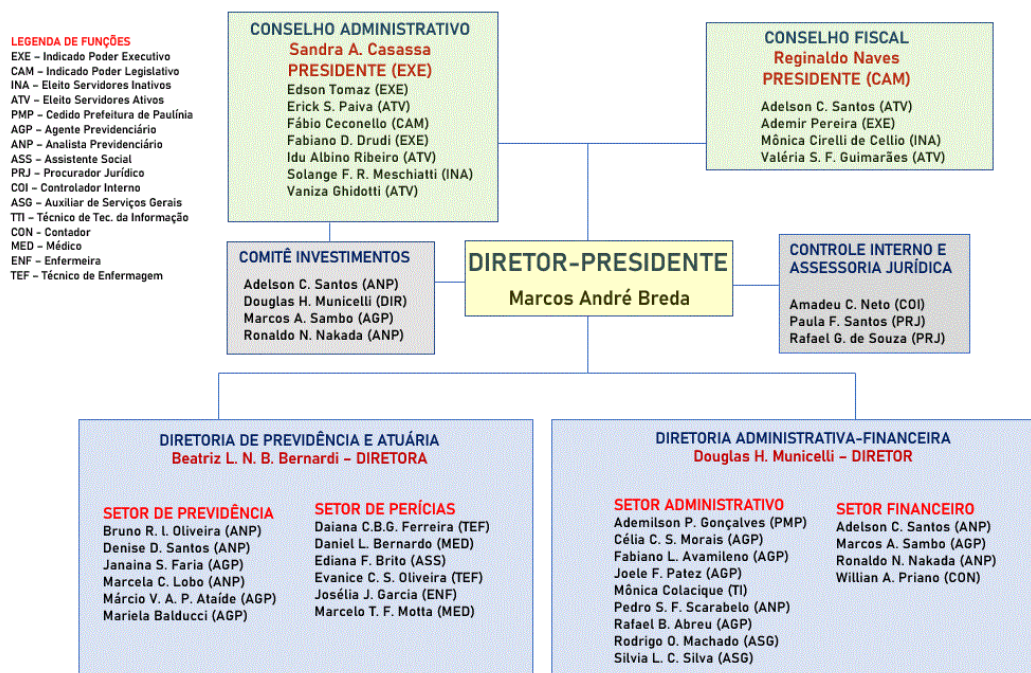 LEGENDA DE FUNÇÕES
EXE – Indicado Poder Executivo
CAM – Indicado Poder Legislativo
INA – Eleito Servidores Inativos
ATV – Eleito Servidores Ativos
PMP – Cedido Prefeitura de Paulínia
AGP – Agente Previdenciário
ANP – Analista Previdenciário
ASS – Assistente Social
PRJ – Procurador Jurídico
COI – Controlador Interno
ASG – Auxiliar de Serviços Gerais
TTI – Técnico de Tec. da Informação
CON – Contador
MED – Médico
ENF – Enfermeira
TEF – Técnico de Enfermagem
CONSELHO ADMINISTRATIVO
Sandra A. Casassa
PRESIDENTE (EXE)
Edson Tomaz (EXE)
Erick S. Paiva (ATV)
Fábio Ceconello (CAM)
Fabiano D. Drudi (EXE)
Idu Albino Ribeiro (ATV)
Solange F. R. Meschiatti (INA)
Vaniza Ghidotti (ATV)
CONSELHO FISCAL
Reginaldo Naves
PRESIDENTE (CAM)
Adelson C. Santos (ATV)
Ademir Pereira (EXE)
Mônica Cirelli de Cellio (INA)
Valéria S. F. Guimarães (ATV)
COMITÊ INVESTIMENTOS
Adelson C. Santos (ANP)
Douglas H. Municelli (DIR)
Marcos A. Sambo (AGP)
Ronaldo N. Nakada (ANP)
DIRETOR-PRESIDENTE
Marcos André Breda
CONTROLE INTERNO E
ASSESSORIA JURÍDICA
Amadeu C. Neto (COI)
Paula F. Santos (PRJ)
Rafael G. de Souza (PRJ)
DIRETORIA DE PREVIDÊNCIA E ATUÁRIA
Beatriz L. N. B. Bernardi – DIRETORA
SETOR DE PREVIDÊNCIA
Bruno R. I. Oliveira (ANP)
Denise D. Santos (ANP)
Janaina S. Faria (AGP)
Marcela C. Lobo (ANP)
Márcio V. A. P. Ataíde (AGP)
Mariela Balducci (AGP)
SETOR DE PERÍCIAS
Daiana C.B.G. Ferreira (TEF)
Daniel L. Bernardo (MED)
Ediana F. Brito (ASS)
Evanice C. S. Oliveira (TEF)
Josélia J. Garcia (ENF)
Marcelo T. F. Motta (MED)
DIRETORIA ADMINISTRATIVA-FINANCEIRA
Douglas H. Municelli – DIRETOR
SETOR ADMINISTRATIVO
Ademilson P. Gonçalves (PMP)
Célia C. S. Morais (AGP)
Fabiano L. Avamileno (AGP)
Joele F. Patez (AGP)
Mônica Colacique (TI)
Pedro S. F. Scarabelo (ANP)
Rafael B. Abreu (AGP)
Rodrigo O. Machado (ASG)
Silvia L. C. Silva (ASG)
SETOR FINANCEIRO
Adelson C. Santos (ANP)
Marcos A. Sambo (AGP)
Ronaldo N. Nakada (ANP)
Willian A. Priano (CON)